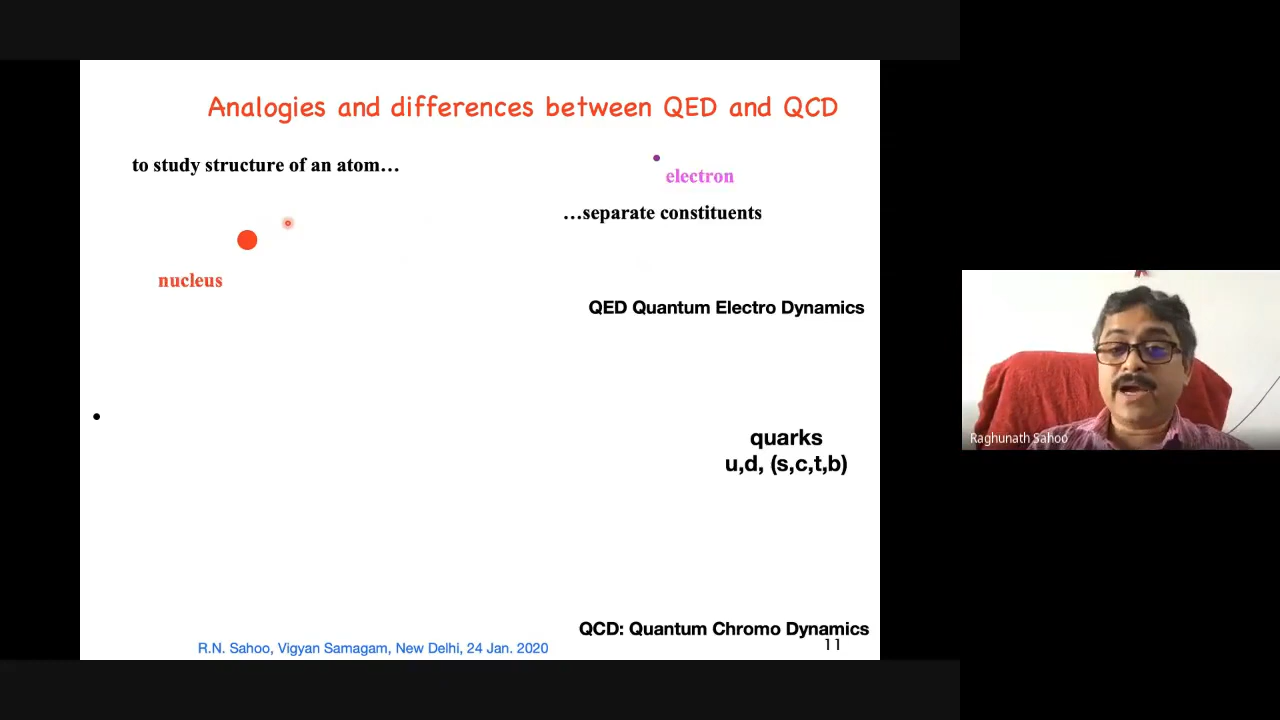 Analogies and differences between QED and QCD
to study structure of an atom…
electron
…separate constituents
nucleus
QED Quantum Electro Dynamics
quarks
u,d, (s,c,t,b)
Raghunath Sahoo
QCD: Quantum Chromo Dynamics
R.N. Sahoo, Vigyan Samagam, New Delhi, 24 Jan. 2020
11